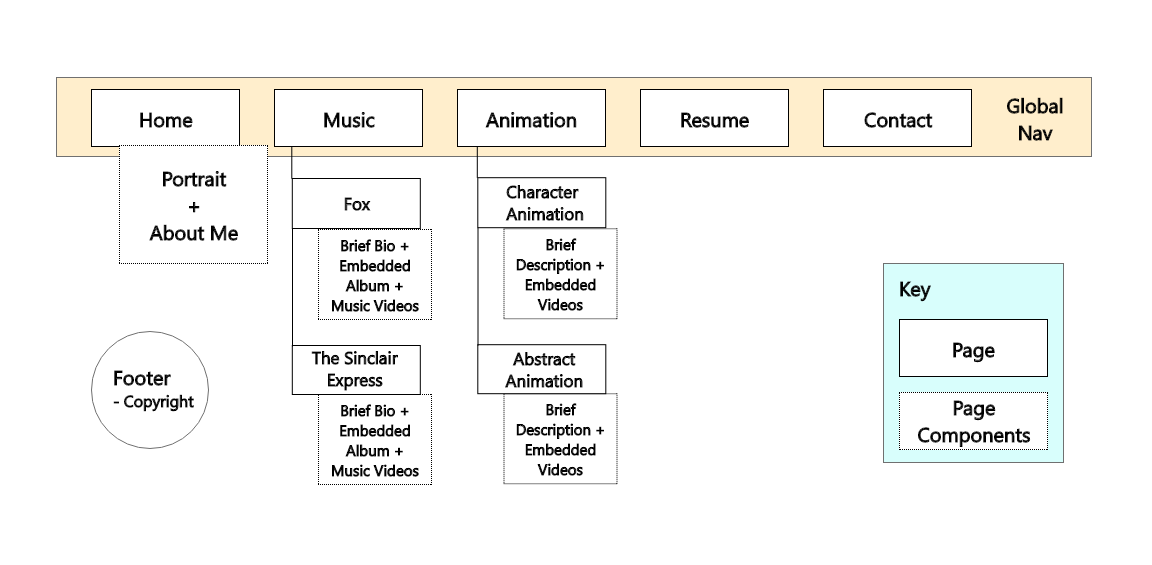 Home
Music
Animation
Resume
Contact
Global
Nav
Portrait
+
About Me
Fox
Brief Bio +
Embedded
Album +
Music Videos
The Sinclair
Express
Brief Bio +
Embedded
Album +
Music Videos
Character
Animation
Brief
Description +
Embedded
Videos
Abstract
Animation
Brief
Description +
Embedded
Videos
Footer
- Copyright
Key
Page
Page
Components